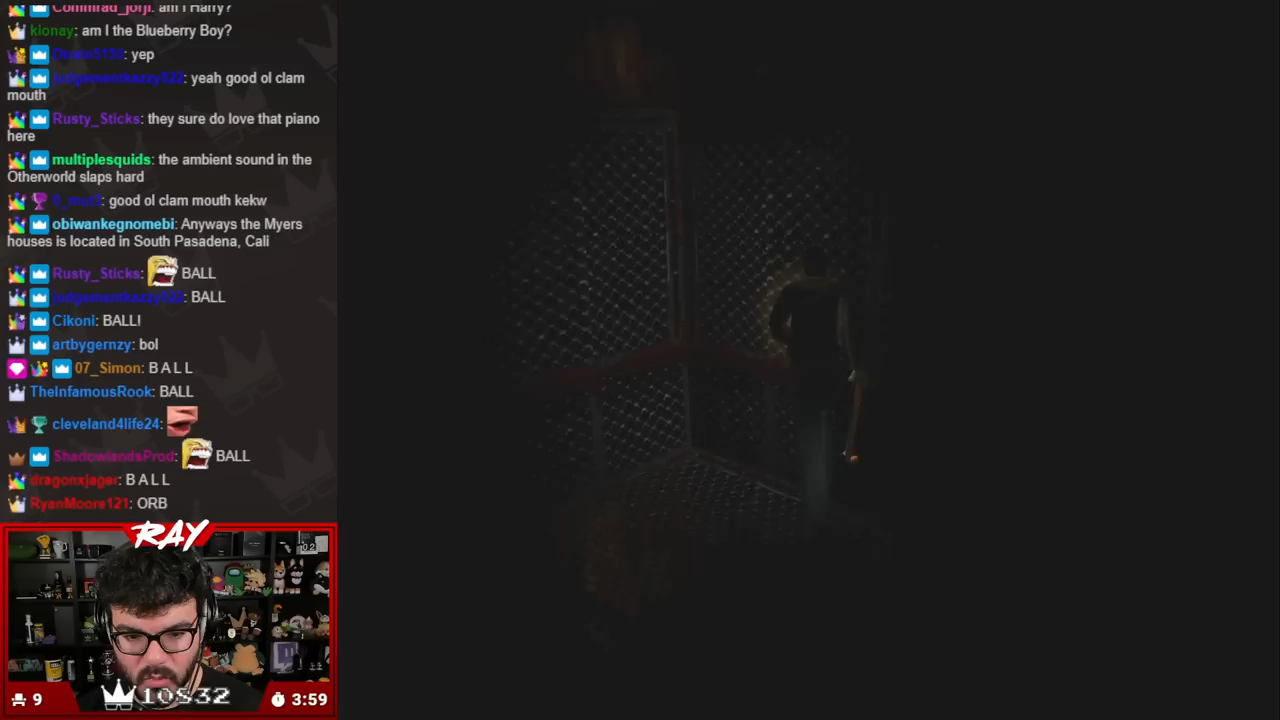 Commrad_jorji: am I Harry?
kionay: am I the Blueberry Boy?
yep
judgementkazzy822: yeah good ol clam
mouth
Rusty_Sticks: they sure do love that piano
here
multiplesquids: the ambient sound in the
Otherworld slaps hard
good ol clam mouth kekw
obiwankegnomebi: Anyways the Myers
houses is located in South Pasadena, Cali
Rusty_Sticks: BALL
judgementkazzy822: BALL
Cikoni: BALL!
artbygernzy: bol
07_Simon: B A L L
TheInfamousRook: BALL
cleveland4life24:
ShadowlandsProd: BALL
dragonxjager: B A L L
RyanMoore121: ORB
RAY
9
10832
3:59